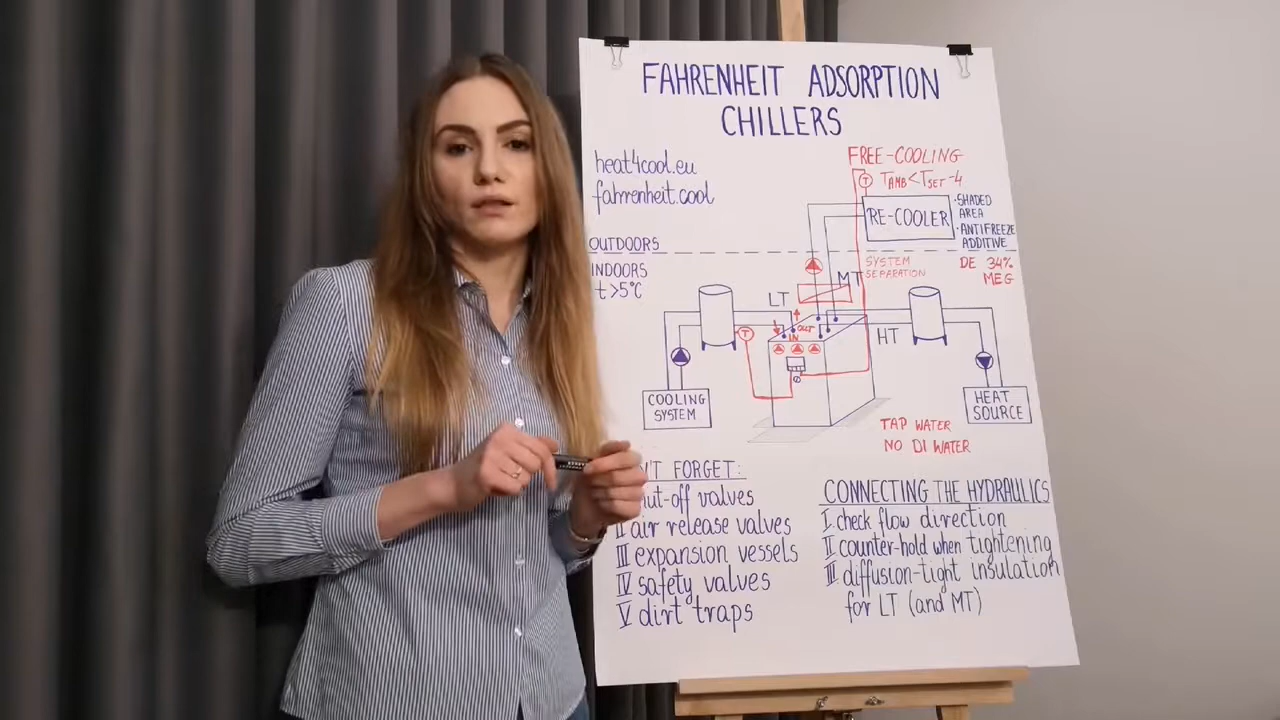 FAHRENHEIT ADSORPTION
CHILLERS
heat4cool.eu
fahrenheit.cool
FREE-COOLING
T
TAMB<TSET-4
RE-COOLER
·SHADED
AREA
·ANTIFREEZE
ADDITIVE
DE 34%
MEG
OUTDOORS
INDOORS
t>5°C
SYSTEM
SEPARATION
MT
LT
HT
T
OUT
IN
COOLING
SYSTEM
HEAT
SOURCE
TAP WATER
NO DI WATER
'T FORGET:
ut-off valves
II air release valves
III expansion vessels
IV safety valves
V dirt traps
CONNECTING THE HYDRAULICS
I check flow direction
II counter-hold when tightening
III diffusion-tight insulation
for LT (and MT)